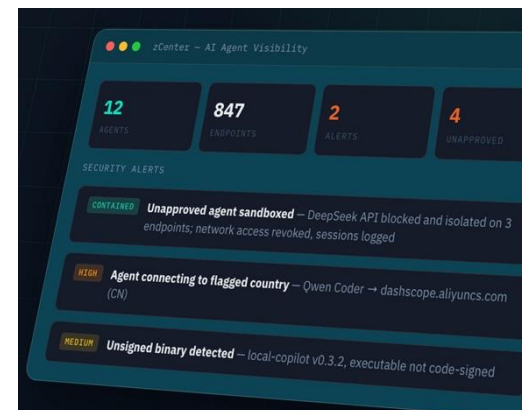 zCenter — AI Agent Visibility
12
AGENTS
847
ENDPOINTS
2
ALERTS
4
UNAPPROVED
SECURITY ALERTS
CONTAINED Unapproved agent sandboxed — DeepSeek API blocked and isolated on 3
endpoints; network access revoked, sessions logged
HIGH Agent connecting to flagged country — Qwen Coder → dashscope.aliyuncs.com
(CN)
MEDIUM Unsigned binary detected — local-copilot v0.3.2, executable not code-signed